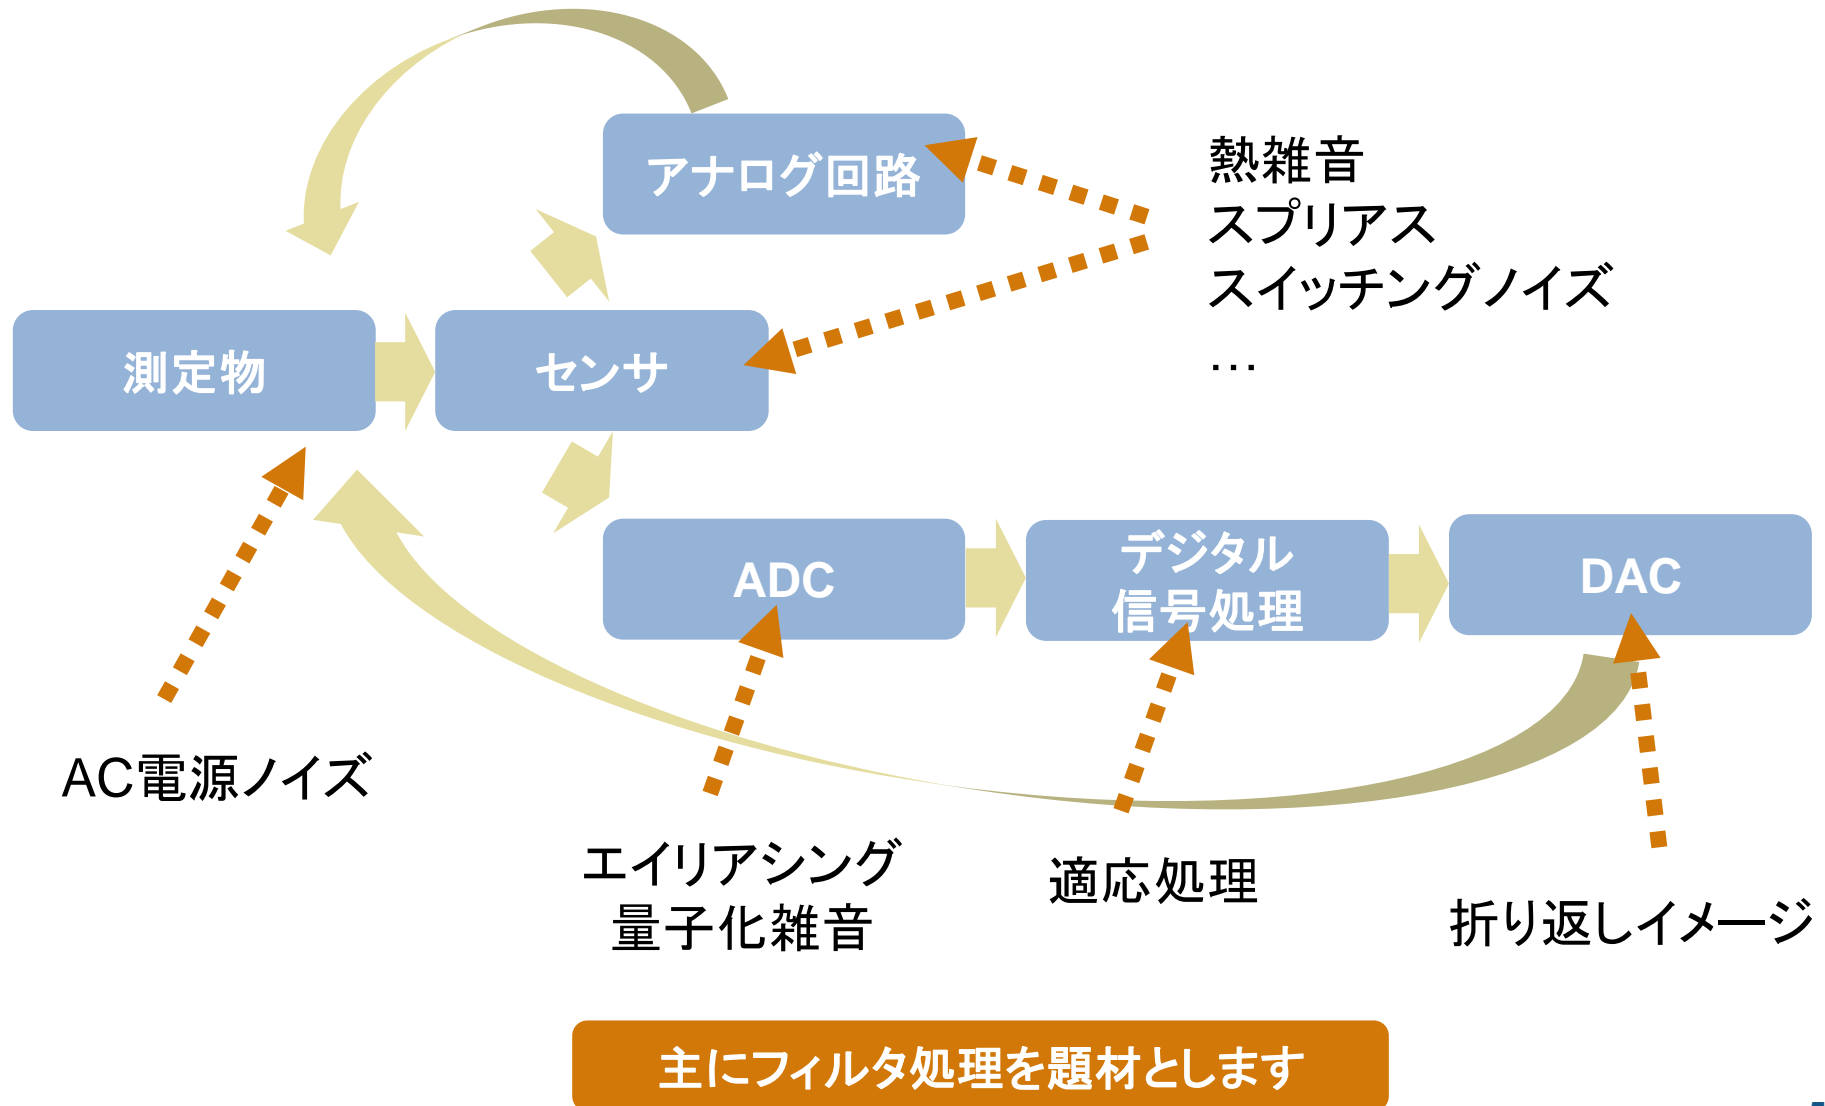 アナログ回路
熱雑音
スプリアス
スイッチングノイズ
…
測定物
センサ
ADC
デジタル
信号処理
DAC
AC電源ノイズ
エイリアシング
量子化雑音
適応処理
折り返しイメージ
主にフィルタ処理を題材とします